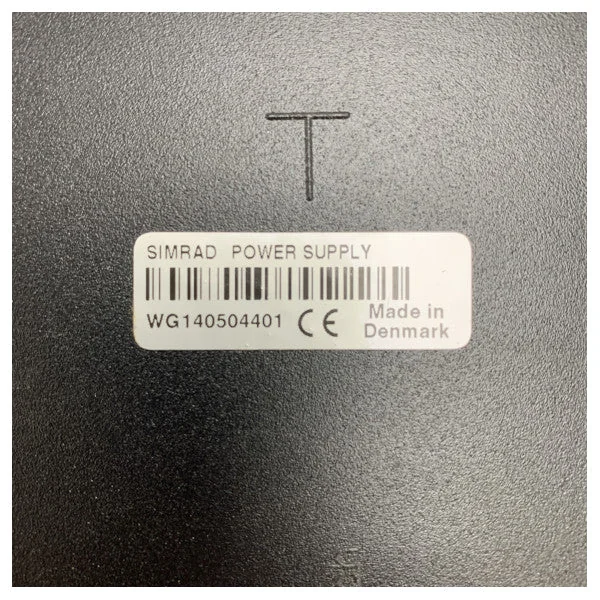 T
SIMRAD POWER SUPPLY
WG140504401 CE Made in
Denmark